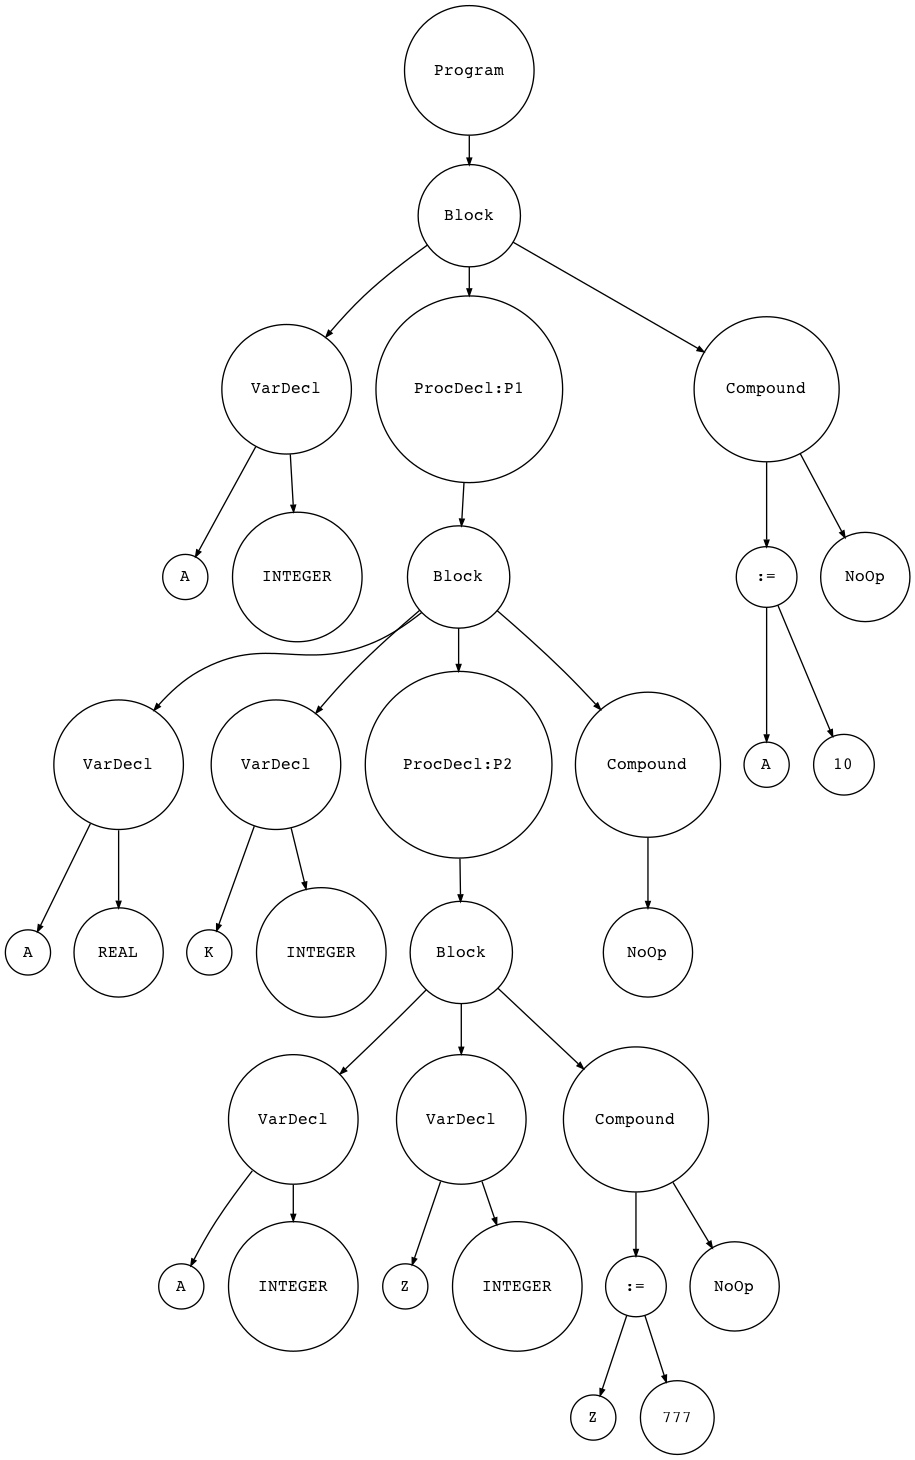 Program
Block
VarDecl
ProcDecl:P1
Compound
A
INTEGER
Block
:=
NoOp
VarDecl
VarDecl
ProcDecl:P2
Compound
A
10
A
REAL
K
INTEGER
Block
NoOp
VarDecl
VarDecl
Compound
A
INTEGER
Z
INTEGER
:=
NoOp
Z
777